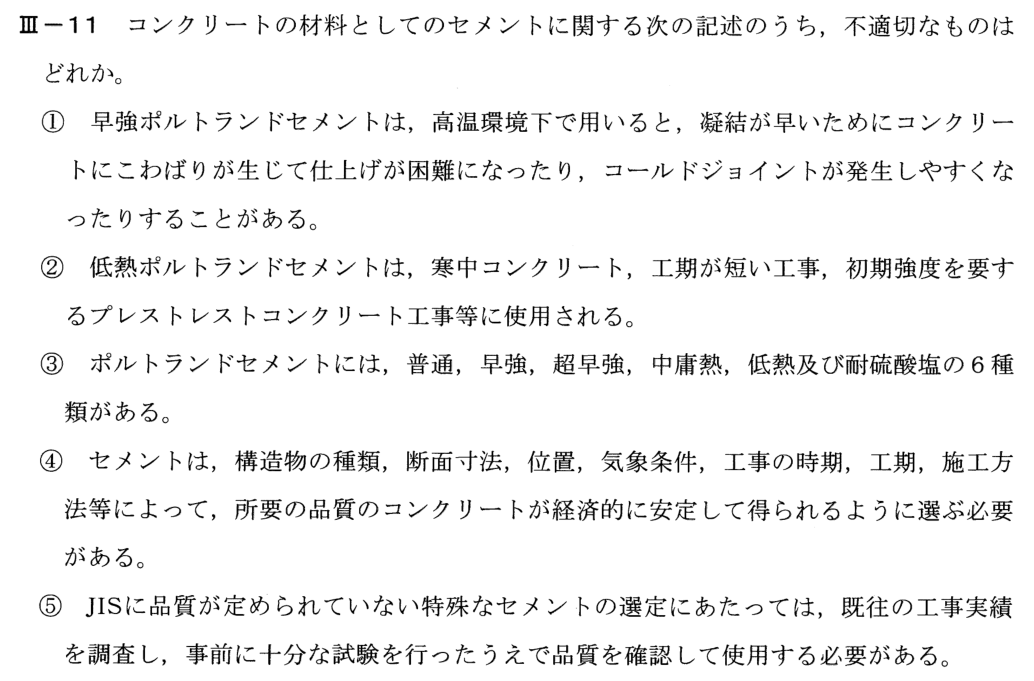 Ⅲ－11　コンクリートの材料としてのセメントに関する次の記述のうち，不適切なものは
どれか。
①　早強ポルトランドセメントは，高温環境下で用いると，凝結が早いためにコンクリー
トにこわばりが生じて仕上げが困難になったり，コールドジョイントが発生しやすくな
ったりすることがある。
②　低熱ポルトランドセメントは，寒中コンクリート，工期が短い工事，初期強度を要す
るプレストレストコンクリート工事等に使用される。
③　ポルトランドセメントには，普通，早強，超早強，中庸熱，低熱及び耐硫酸塩の６種
類がある。
④　セメントは，構造物の種類，断面寸法，位置，気象条件，工事の時期，工期，施工方
法等によって，所要の品質のコンクリートが経済的に安定して得られるように選ぶ必要
がある。
⑤　JISに品質が定められていない特殊なセメントの選定にあたっては，既往の工事実績
を調査し，事前に十分な試験を行ったうえで品質を確認して使用する必要がある。